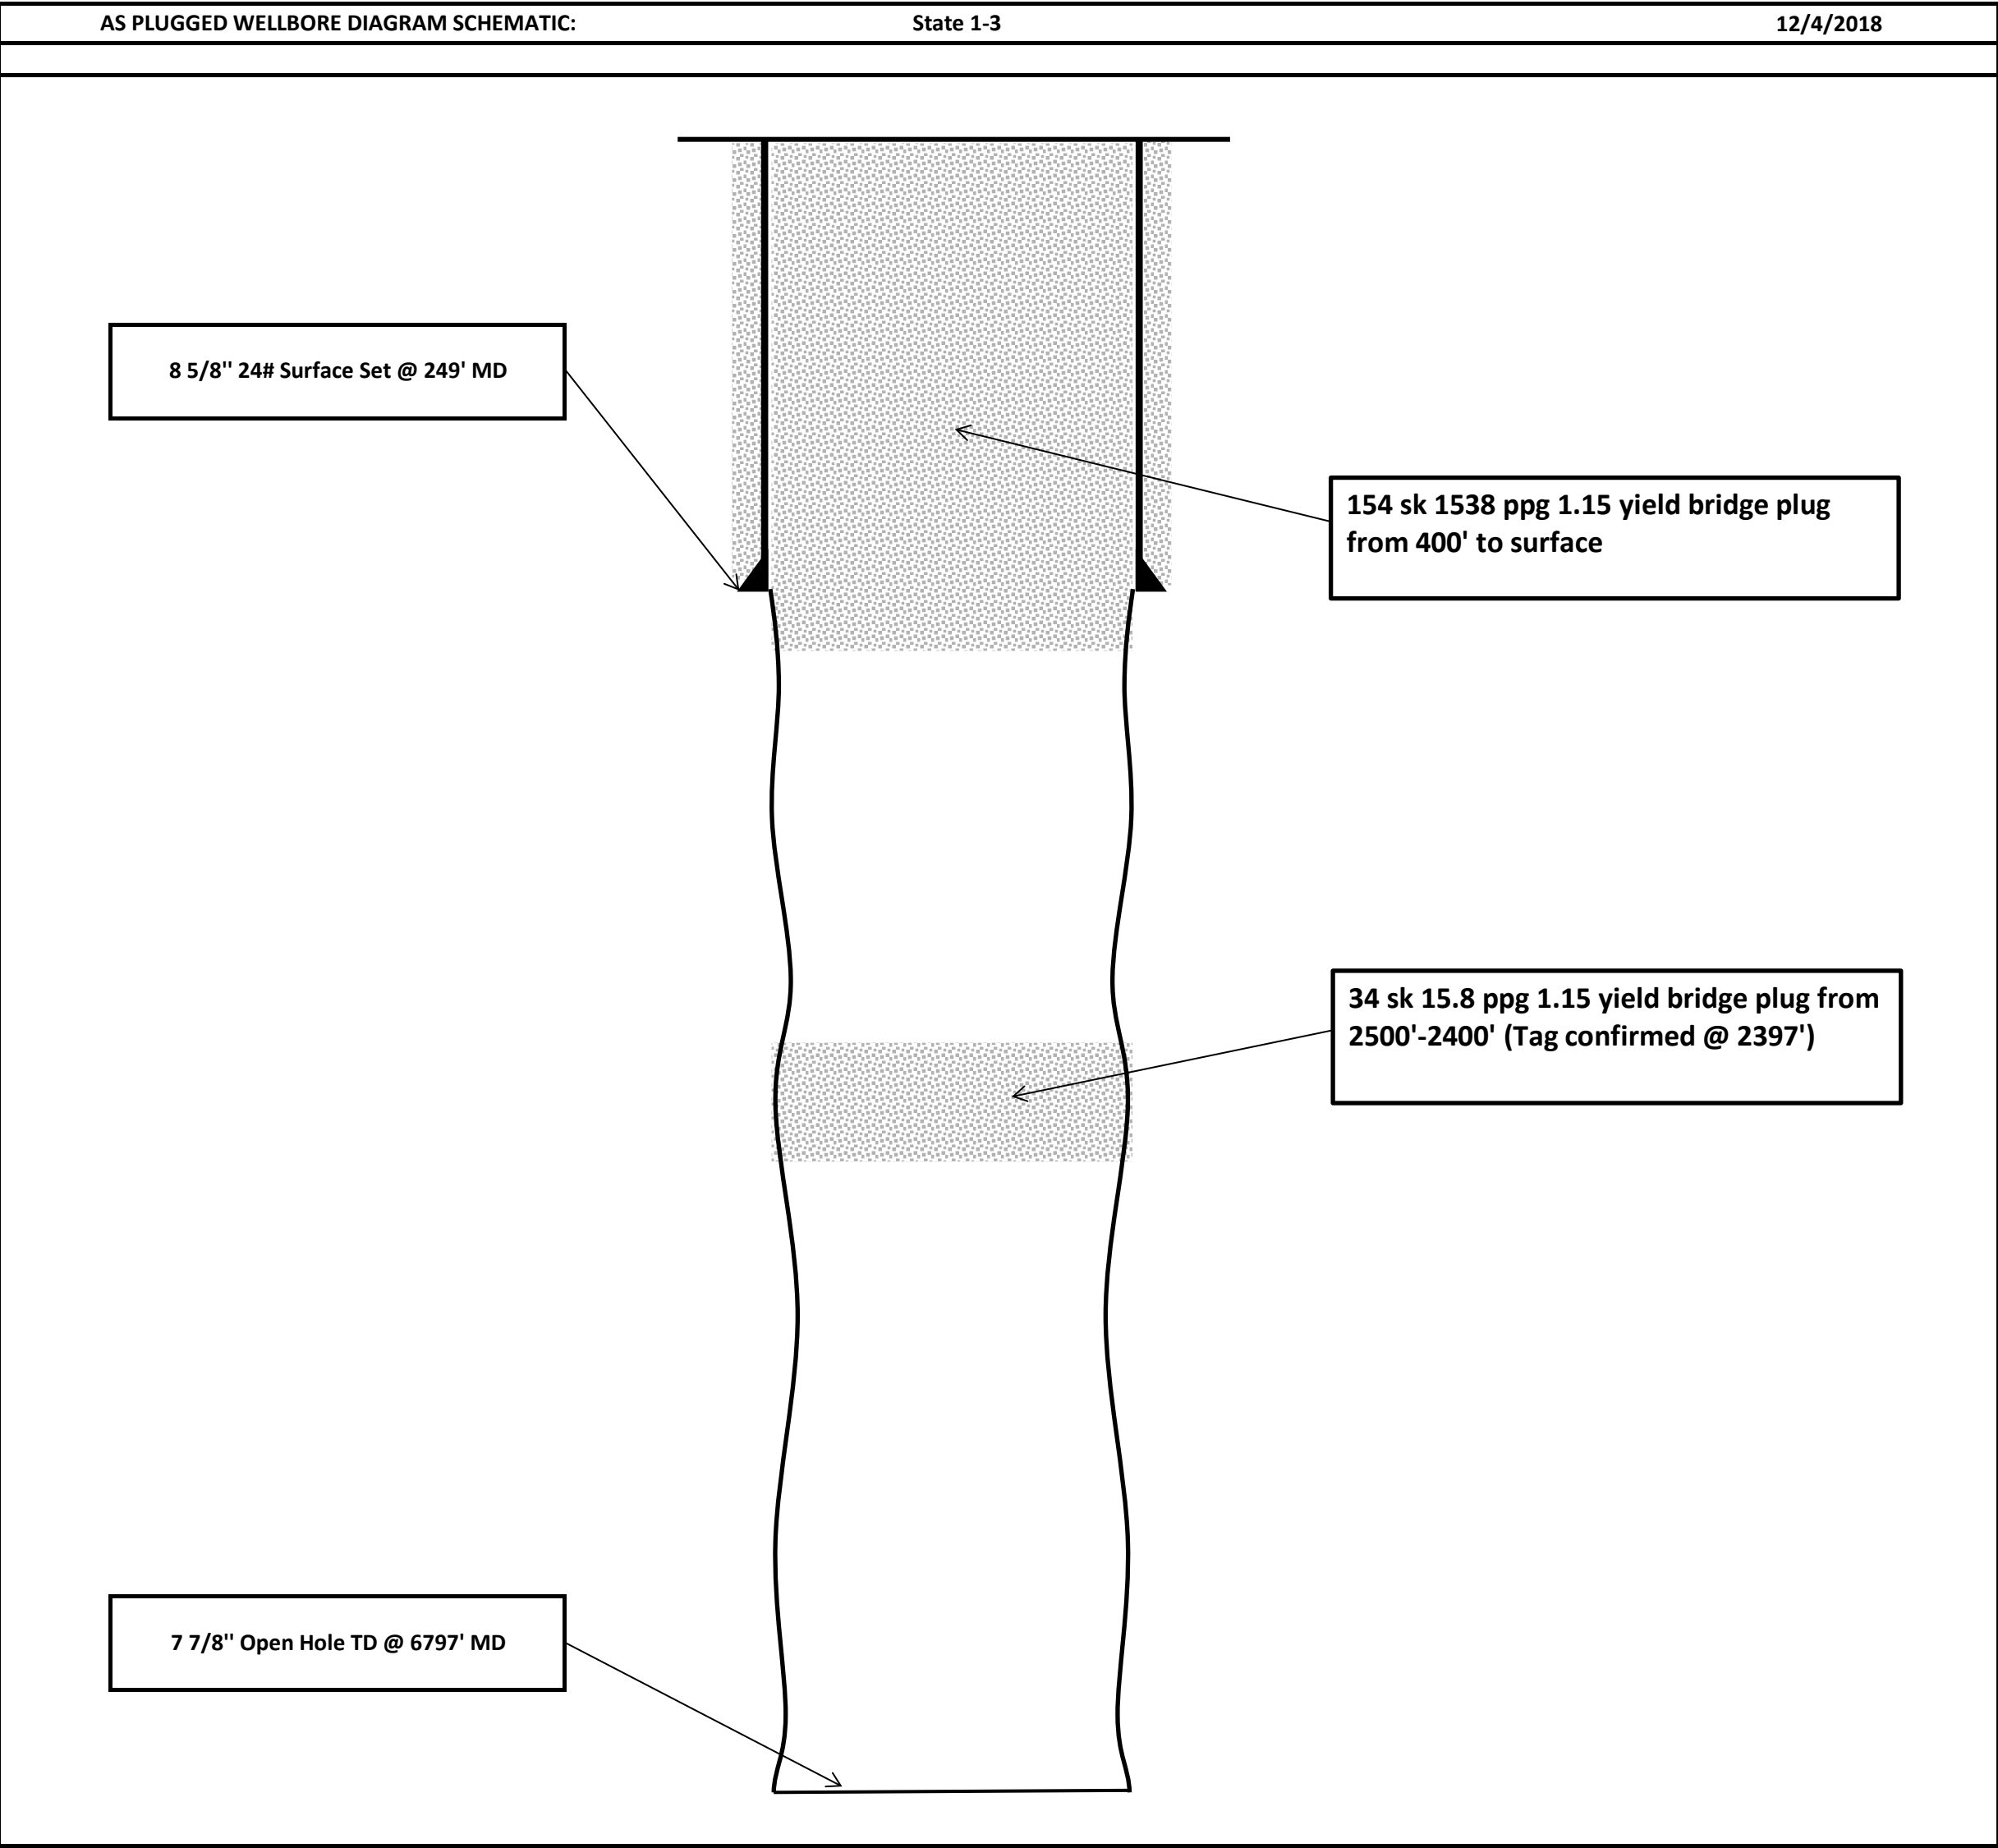 AS PLUGGED WELLBORE DIAGRAM SCHEMATIC: State 1-3 12/4/2018
8 5/8" 24# Surface Set @ 249' MD
154 sk 1538 ppg 1.15 yield bridge plug
from 400' to surface
34 sk 15.8 ppg 1.15 yield bridge plug from
2500'-2400' (Tag confirmed @ 2397')
7 7/8" Open Hole TD @ 6797' MD